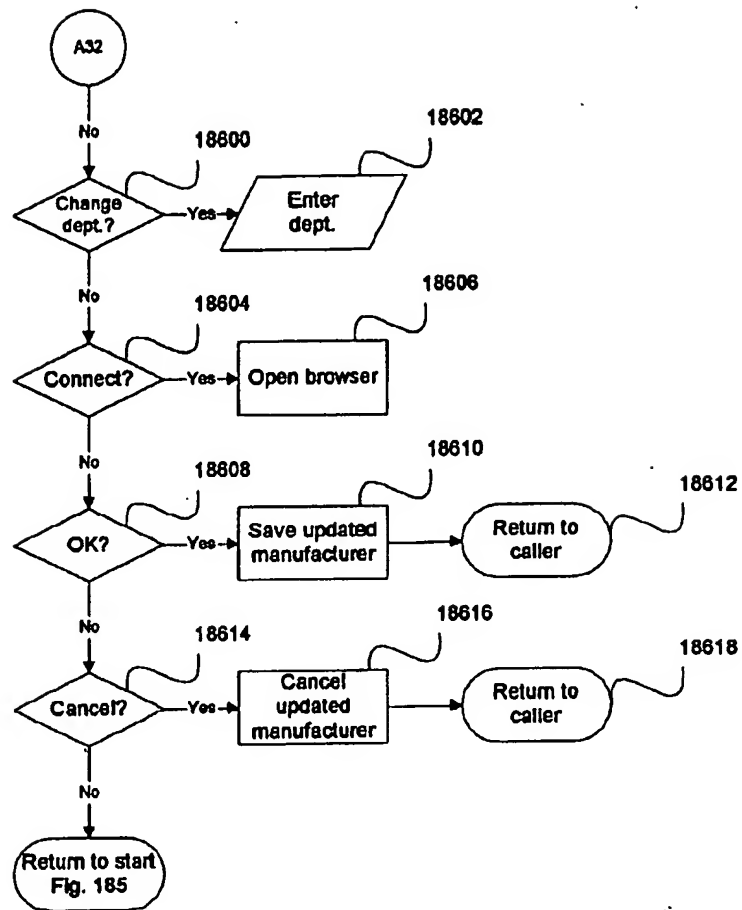 A32
No
18600
18602
Change
dept.?
Yes
Enter
dept.
No
18604
18606
Connect?
Yes
Open browser
No
18608
18610
18612
OK?
Yes
Save updated
manufacturer
Return to
caller
No
18614
18616
18618
Cancel?
Yes
Cancel
updated
manufacturer
Return to
caller
No
Return to start
Fig. 185